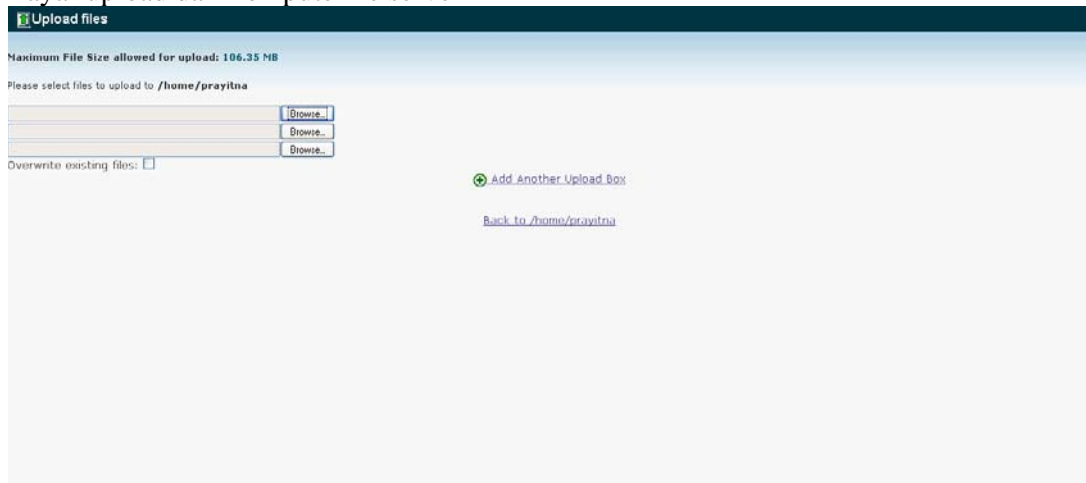 Upload files
Maximum File Size allowed for upload: 106.35 MB
Please select files to upload to /home/prayitna
Browse...
Browse...
Browse...
Overwrite existing files:
Add Another Upload Box
Back to /home/prayitna